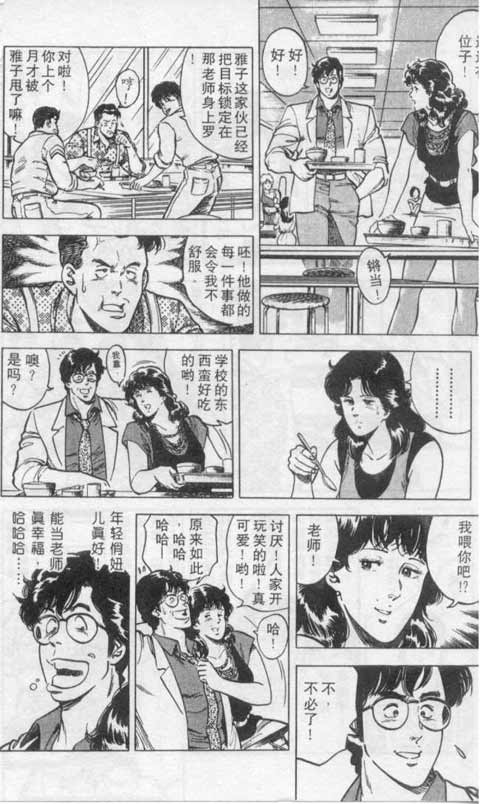 位子！
好！
好！
锵当！
雅子这家伙已经
把目标锁定在
那老师身上罗
！
对啦！
你上个
月才被
雅子甩了嘛！
呸！他做的
每一件事都
会令我不
舒服．
…………
学校的东
西蛮好吃
的哟！
噢？
是吗？
我喂你吧!?
老师！
不，
不必了！
讨厌！人家开
玩笑的啦！真
可爱！哟！
哈！
原来如此
，哈哈
哈哈—
年轻俏妞
儿眞好！
能当老师
眞幸福，
哈哈哈……